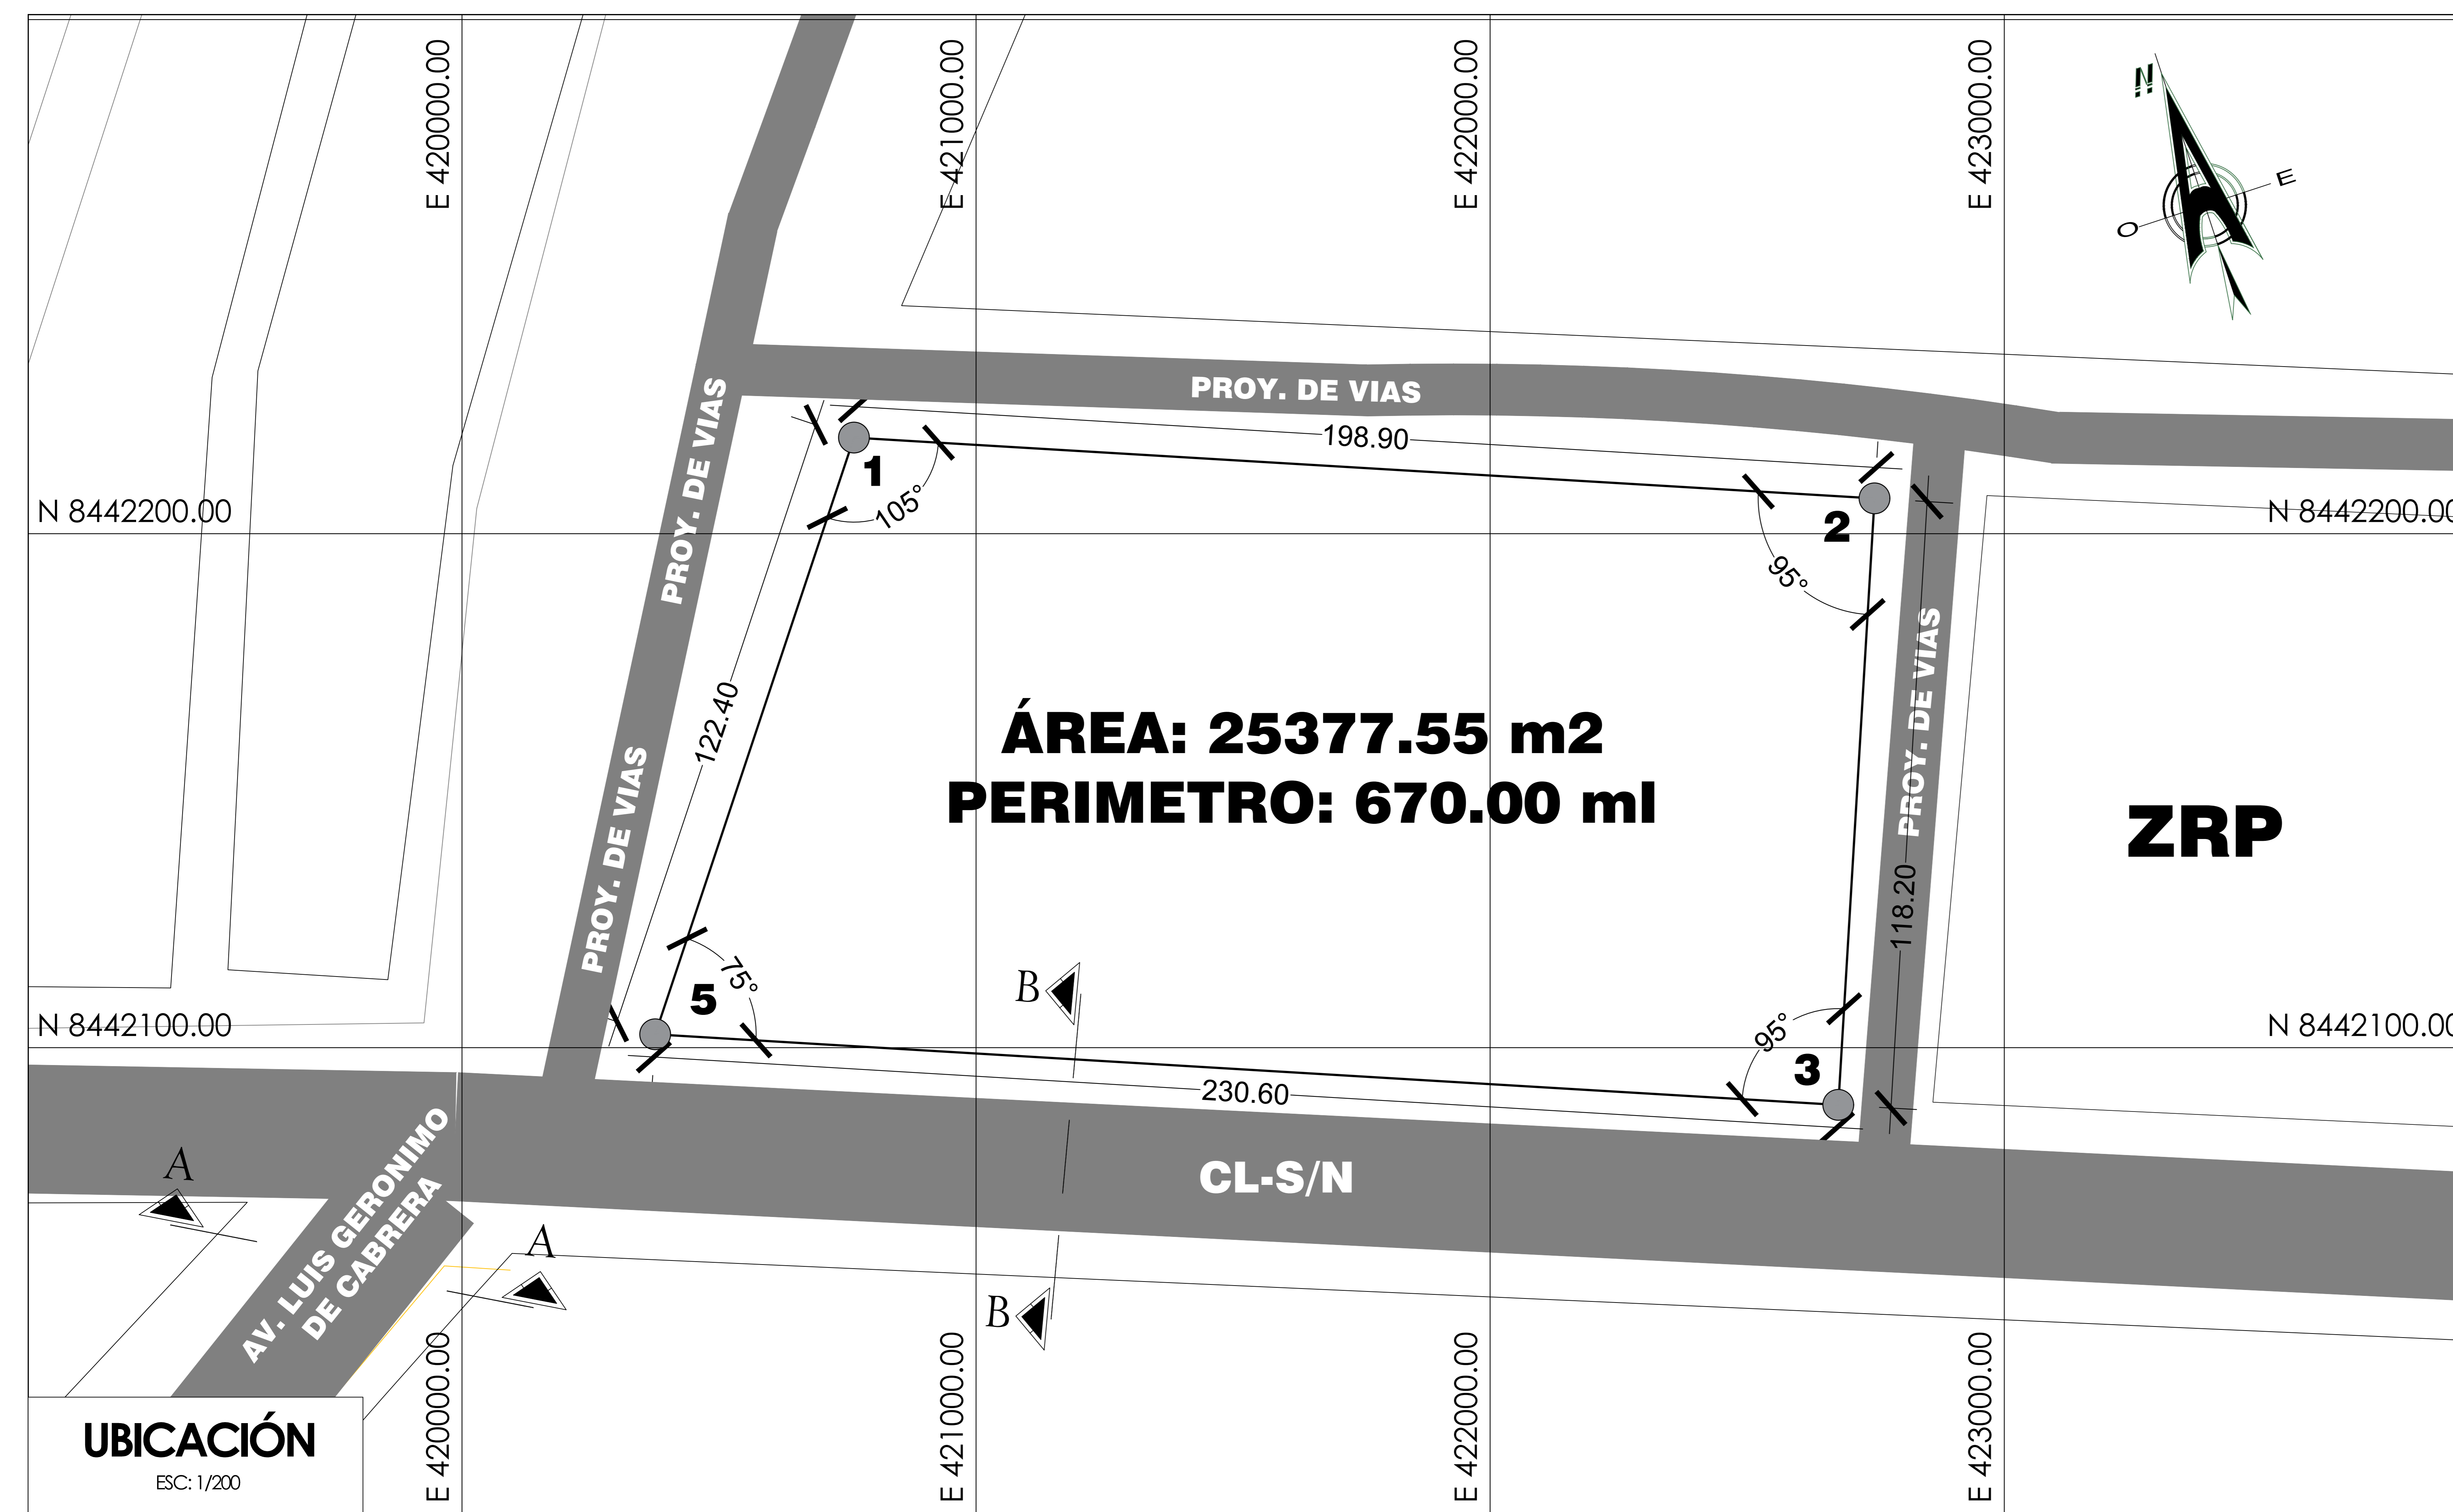 E 420000.00
E 421000.00
E 422000.00
E 423000.00
N
E
O
PROY. DE VIAS
198.90
1
105°
2
95°
N 8442200.00
N 8442200.00
PROY. DE VIAS
PROY. DE VIAS
122.40
ÁREA: 25377.55 m2
PERIMETRO: 670.00 ml
ZRP
118.20
PROY. DE VIAS
5
75°
B
95°
3
N 8442100.00
N 8442100.00
230.60
CL-S/N
A
AV. LUIS GERONIMO
DE CABRERA
A
B
E 420000.00
E 421000.00
E 422000.00
E 423000.00
UBICACIÓN
ESC: 1/200